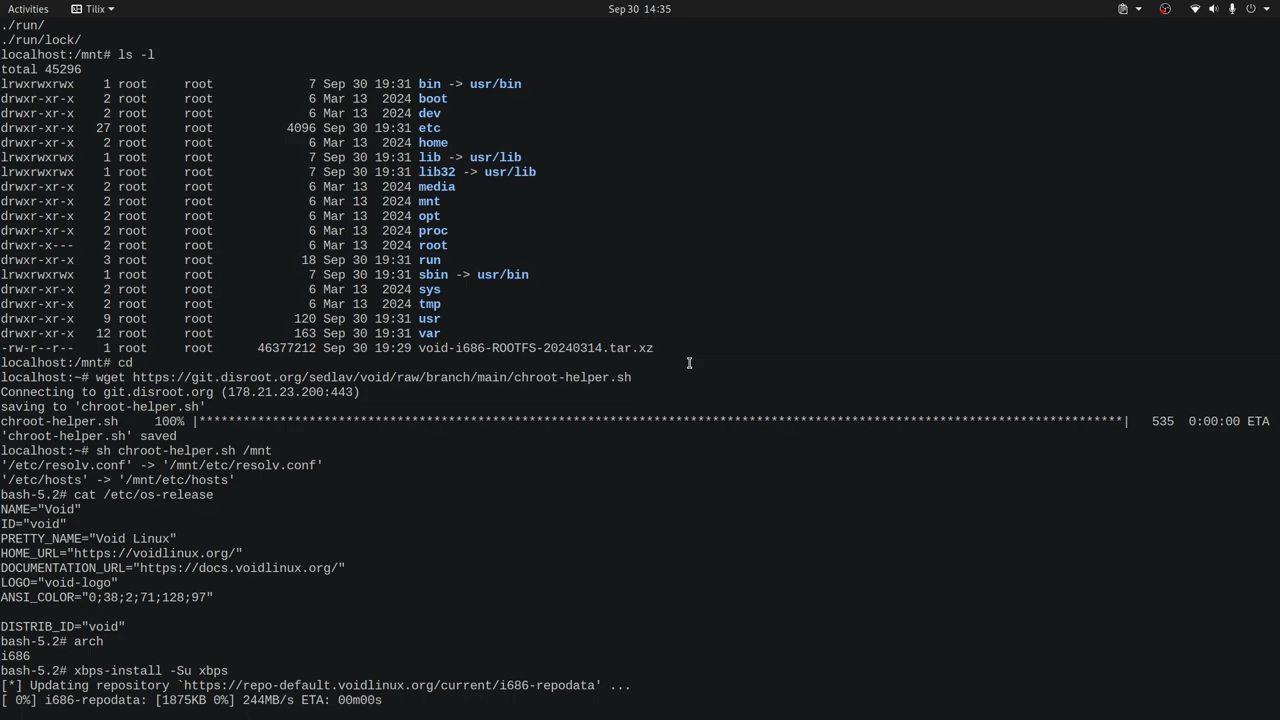 Activities Tilix Sep 30 14:35
./run/
./run/lock/
localhost:/mnt# ls -l
total 45296
lrwxrwxrwx 1 root root 7 Sep 30 19:31 bin -> usr/bin
drwxr-xr-x 2 root root 6 Mar 13 2024 boot
drwxr-xr-x 2 root root 6 Mar 13 2024 dev
drwxr-xr-x 27 root root 4096 Sep 30 19:31 etc
drwxr-xr-x 2 root root 6 Mar 13 2024 home
lrwxrwxrwx 1 root root 7 Sep 30 19:31 lib -> usr/lib
lrwxrwxrwx 1 root root 7 Sep 30 19:31 lib32 -> usr/lib
drwxr-xr-x 2 root root 6 Mar 13 2024 media
drwxr-xr-x 2 root root 6 Mar 13 2024 mnt
drwxr-xr-x 2 root root 6 Mar 13 2024 opt
drwxr-xr-x 2 root root 6 Mar 13 2024 proc
drwxr-x--- 2 root root 6 Mar 13 2024 root
drwxr-xr-x 3 root root 18 Sep 30 19:31 run
lrwxrwxrwx 1 root root 7 Sep 30 19:31 sbin -> usr/bin
drwxr-xr-x 2 root root 6 Mar 13 2024 sys
drwxr-xr-x 2 root root 6 Mar 13 2024 tmp
drwxr-xr-x 9 root root 120 Sep 30 19:31 usr
drwxr-xr-x 12 root root 163 Sep 30 19:31 var
-rw-r--r-- 1 root root 46377212 Sep 30 19:29 void-i686-ROOTFS-20240314.tar.xz
localhost:/mnt# cd
localhost:~# wget https://git.disroot.org/sedlav/void/raw/branch/main/chroot-helper.sh
Connecting to git.disroot.org (178.21.23.200:443)
saving to 'chroot-helper.sh'
chroot-helper.sh 100% |******************************************************************************************************************************| 535 0:00:00 ETA
'chroot-helper.sh' saved
localhost:~# sh chroot-helper.sh /mnt
'/etc/resolv.conf' -> '/mnt/etc/resolv.conf'
'/etc/hosts' -> '/mnt/etc/hosts'
bash-5.2# cat /etc/os-release
NAME="Void"
ID="void"
PRETTY_NAME="Void Linux"
HOME_URL="https://voidlinux.org/"
DOCUMENTATION_URL="https://docs.voidlinux.org/"
LOGO="void-logo"
ANSI_COLOR="0;38;2;71;128;97"
DISTRIB_ID="void"
bash-5.2# arch
i686
bash-5.2# xbps-install -Su xbps
[*] Updating repository `https://repo-default.voidlinux.org/current/i686-repodata' ...
[ 0%] i686-repodata: [1875KB 0%] 244MB/s ETA: 00m00s